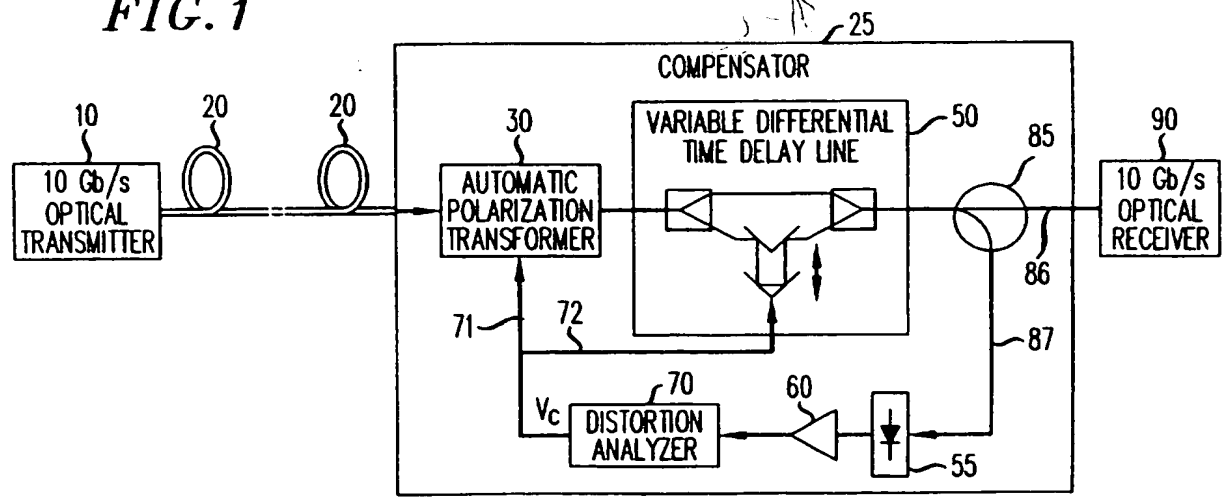 FIG. 1
25
COMPENSATOR
10
20
20
30
VARIABLE DIFFERENTIAL
TIME DELAY LINE
50
85
90
10 Gb/s
OPTICAL
TRANSMITTER
AUTOMATIC
POLARIZATION
TRANSFORMER
10 Gb/s
OPTICAL
RECEIVER
86
71
72
87
70
60
VC
DISTORTION
ANALYZER
55